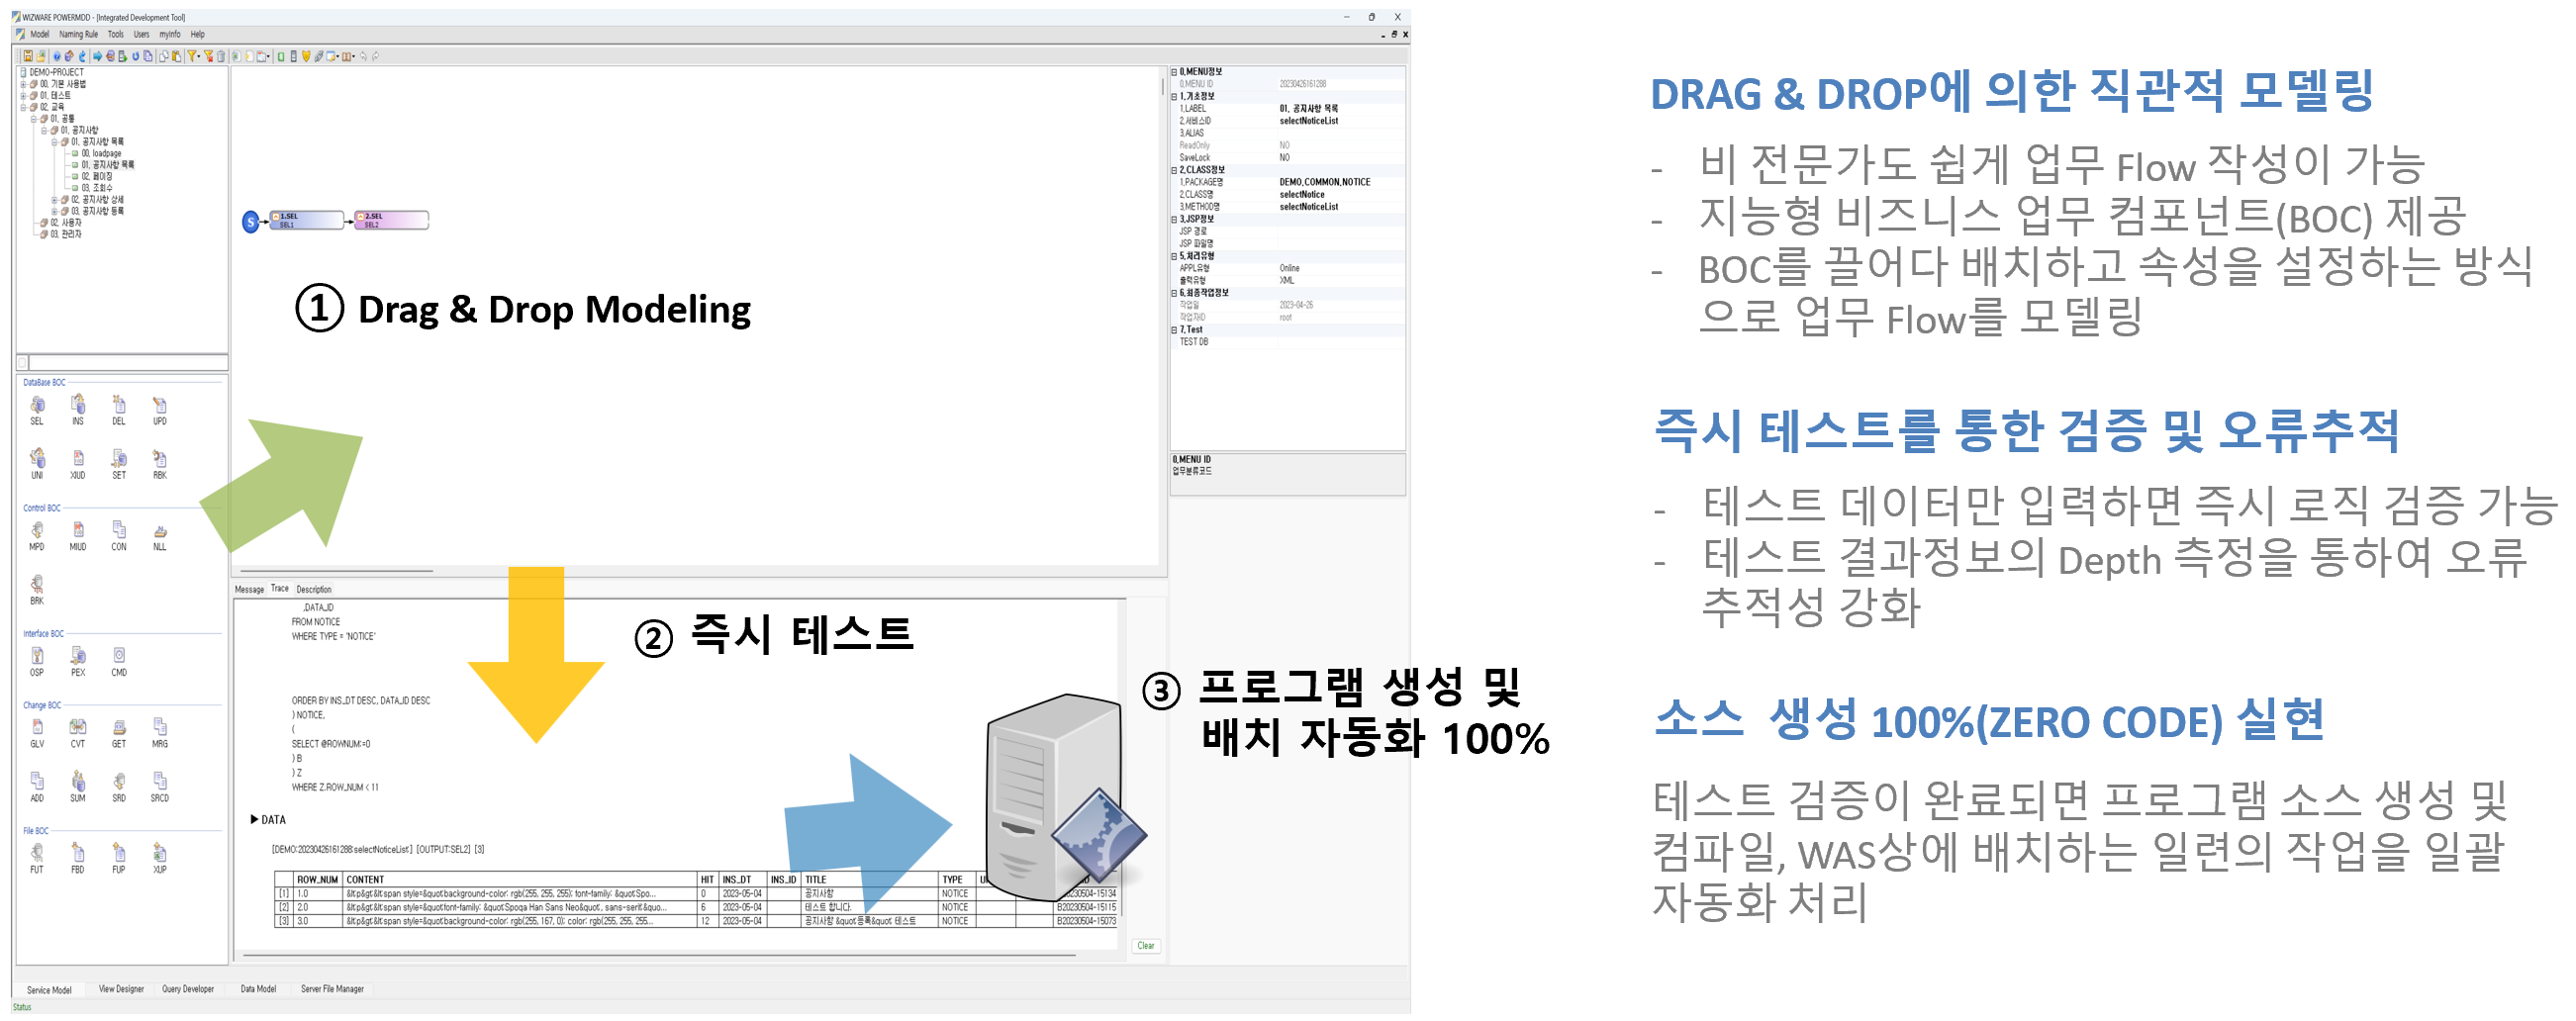 WIZWARE POWERMDD - [Integrated Development Tool]
Model Naming Rule Tools Users myInfo Help
DEMO-PROJECT
00. 기본 사용법
01. 테스트
02. 교육
01. 공통
01. 공지사항
01. 공지사항 목록
00. loadpage
01. 공지사항 목록
02. 페이징
03. 조회수
02. 공지사항 상세
03. 공지사항 등록
02. 사용자
03. 관리자
DataBase BOC
SEL INS DEL UPD
UNI XIUD SET RBK
Control BOC
MPD MIUD CON NLL
BRK
Interface BOC
OSP PEX CMD
Change BOC
GLV CVT GET MRG
ADD SUM SRD SRCD
File BOC
FUT FBD FUP XUP
S 1.SEL 2.SEL
SEL1 SEL2
① Drag & Drop Modeling
Message Trace Description
,DATA_ID
FROM NOTICE
WHERE TYPE = 'NOTICE'
ORDER BY INS_DT DESC, DATA_ID DESC
) NOTICE,
(
SELECT @ROWNUM:=0
) B
) Z
WHERE Z.ROW_NUM < 11
▶ DATA
[DEMO:20230426161288:selectNoticeList] [OUTPUT:SEL2] [3]
ROW_NUM CONTENT HIT INS_DT INS_ID TITLE TYPE
[1] 1.0 &lt;p&gt;&lt;span style=&quot;background-color: rgb(255, 255, 255); font-family: &quot;Spo... 0 2023-05-04 공지사항 NOTICE B20230504-15134
[2] 2.0 &lt;p&gt;&lt;span style=&quot;font-family: &quot;Spoqa Han Sans Neo&quot;, sans-serif;&quo... 6 2023-05-04 테스트 합니다. NOTICE B20230504-15115
[3] 3.0 &lt;p&gt;&lt;span style=&quot;background-color: rgb(255, 167, 0); color: rgb(255, 255, 255... 12 2023-05-04 공지사항 &quot;등록&quot; 테스트 NOTICE B20230504-15073
② 즉시 테스트
③ 프로그램 생성 및
배치 자동화 100%
Clear
0.MENU정보
0.MENU ID 20230426161288
1.기초정보
1.LABEL 01. 공지사항 목록
2.서비스ID selectNoticeList
3.ALIAS
ReadOnly NO
SaveLock NO
2.CLASS정보
1.PACKAGE명 DEMO.COMMON.NOTICE
2.CLASS명 selectNotice
3.METHOD명 selectNoticeList
3.JSP정보
JSP 경로
JSP 파일명
5.처리유형
APPL유형 Online
출력유형 XML
6.최종작업정보
작업일 2023-04-26
작업자ID root
7.Test
TEST DB
0.MENU ID
업무분류코드
Service Model View Designer Query Developer Data Model Server File Manager
Status
DRAG & DROP에 의한 직관적 모델링
- 비 전문가도 쉽게 업무 Flow 작성이 가능
- 지능형 비즈니스 업무 컴포넌트(BOC) 제공
- BOC를 끌어다 배치하고 속성을 설정하는 방식
으로 업무 Flow를 모델링
즉시 테스트를 통한 검증 및 오류추적
- 테스트 데이터만 입력하면 즉시 로직 검증 가능
- 테스트 결과정보의 Depth 측정을 통하여 오류
추적성 강화
소스 생성 100%(ZERO CODE) 실현
테스트 검증이 완료되면 프로그램 소스 생성 및
컴파일, WAS상에 배치하는 일련의 작업을 일괄
자동화 처리